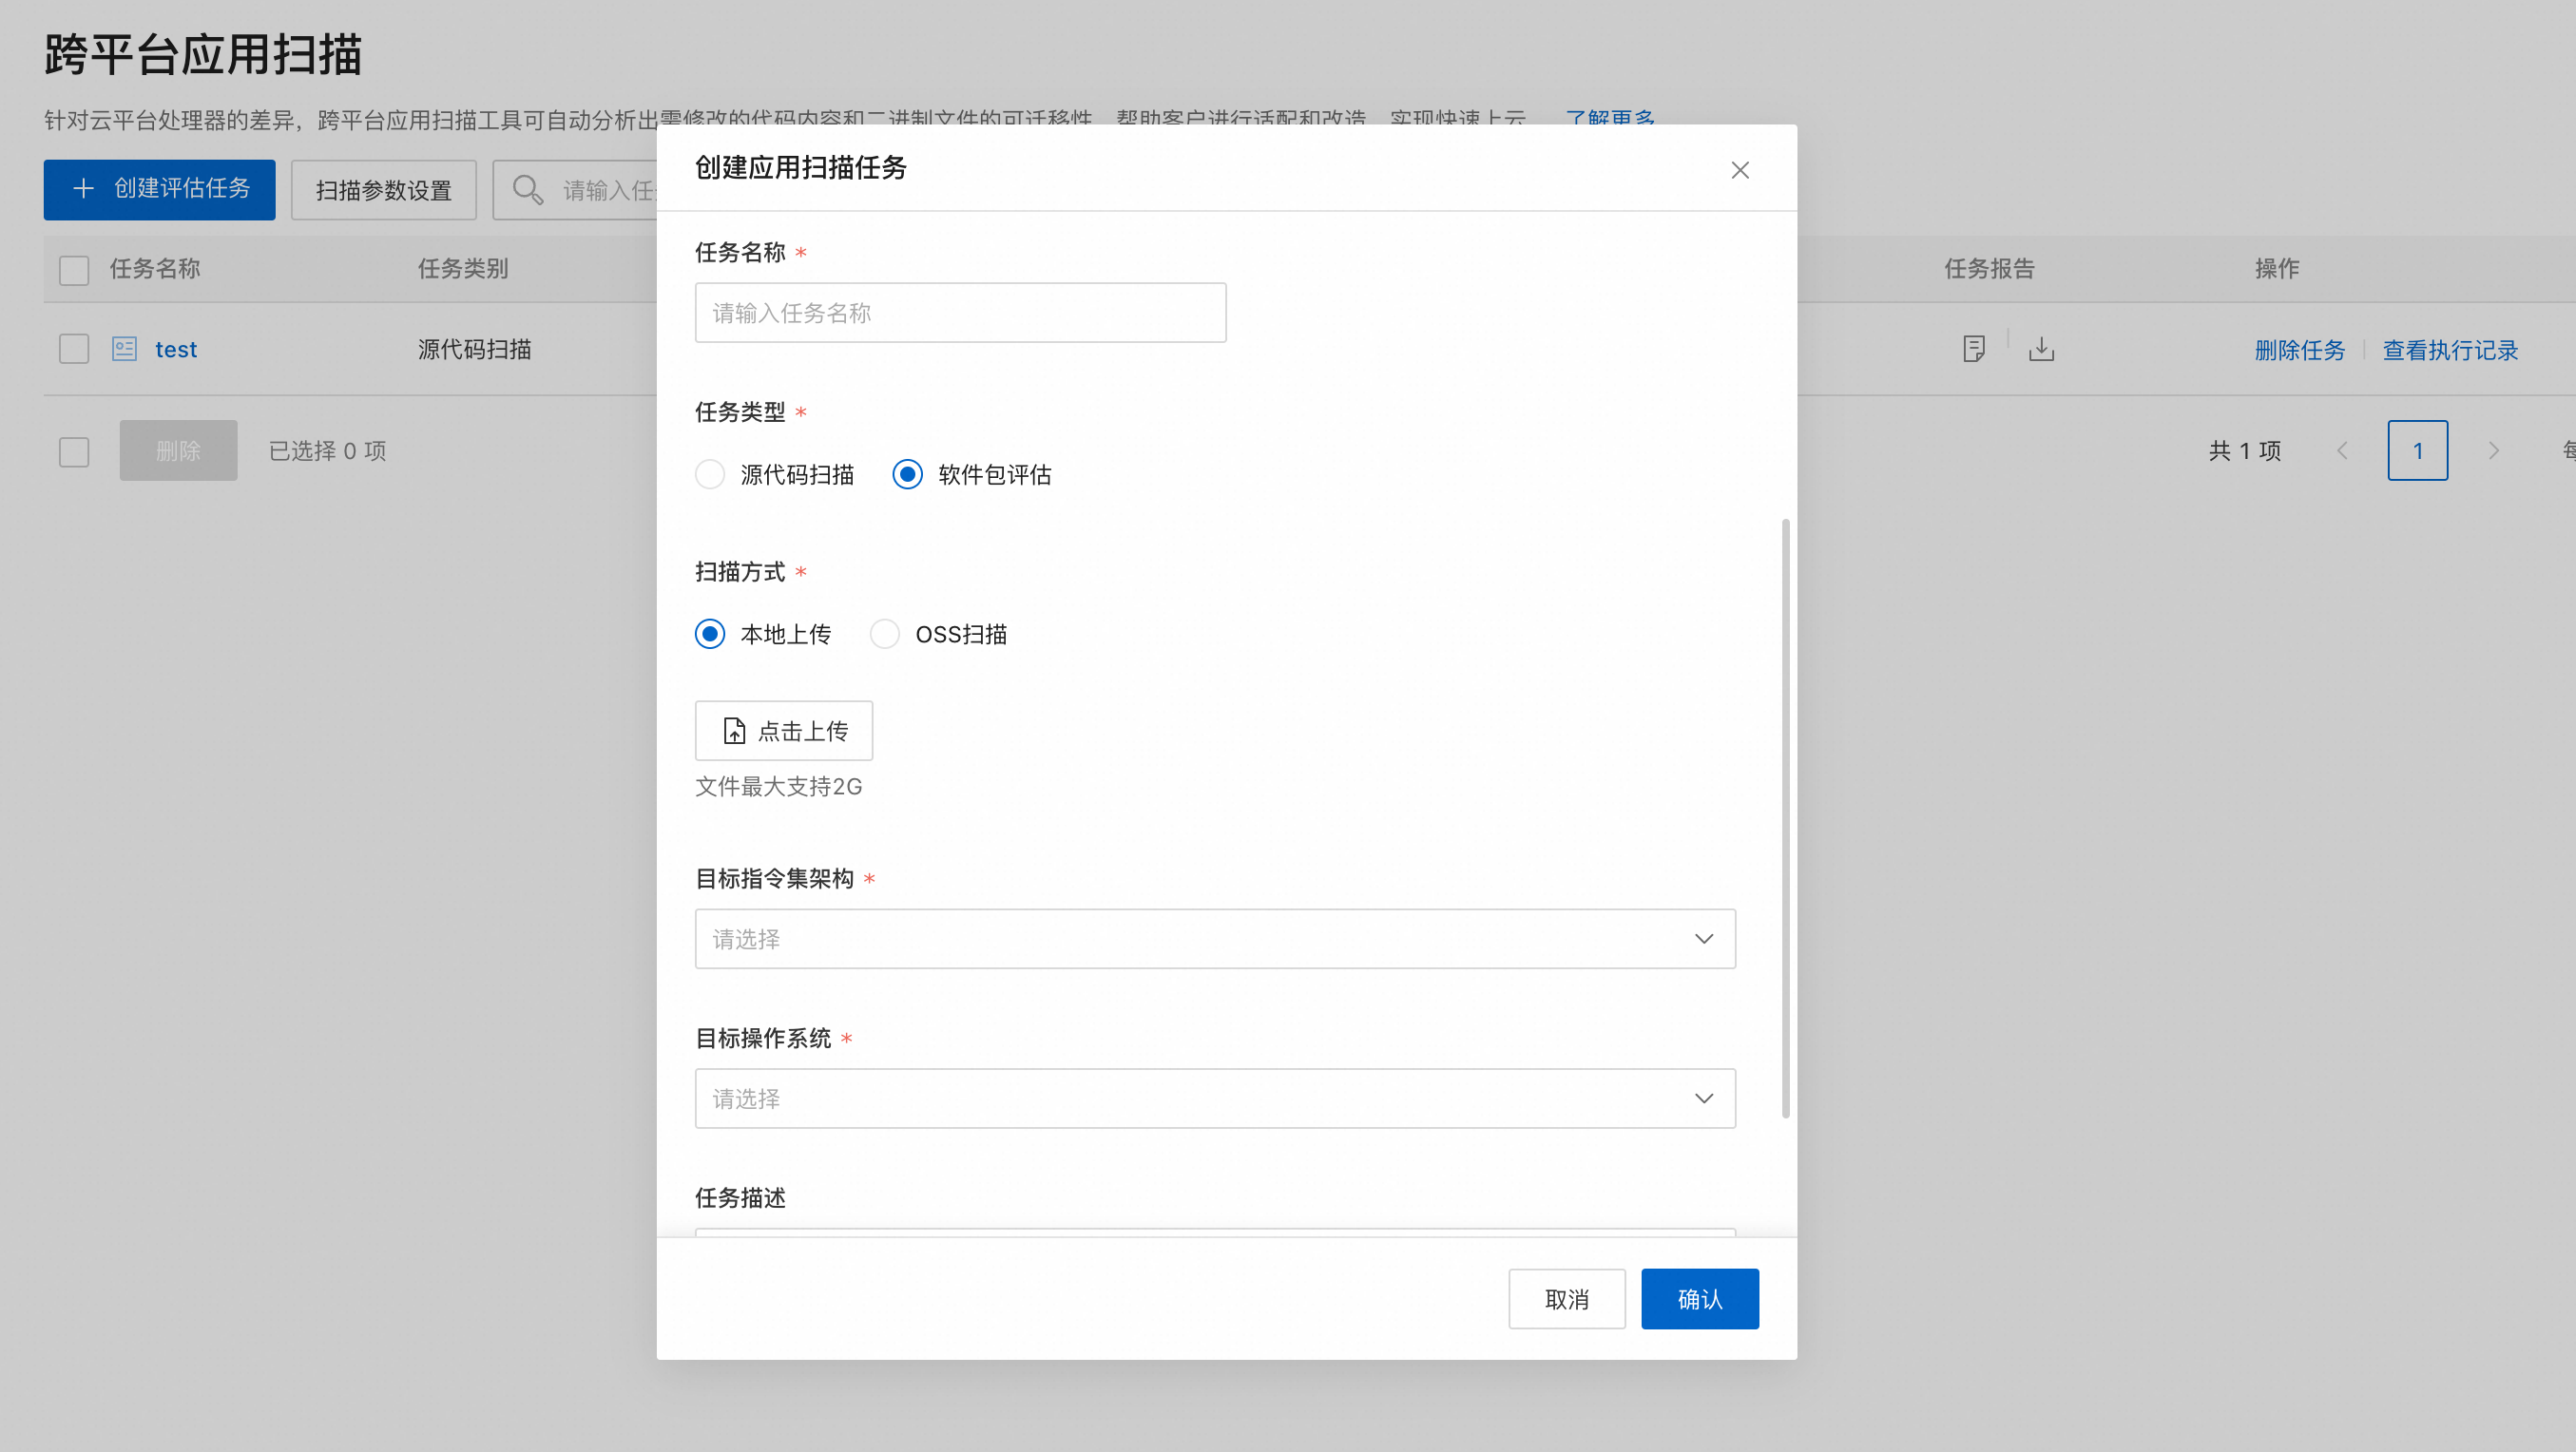 跨平台应用扫描
针对云平台处理器的差异，跨平台应用扫描工具可自动分析出需修改的代码内容和二进制文件的可迁移性，帮助客户进行适配和改造，实现快速上云。 了解更多
创建评估任务 扫描参数设置 请输入任
任务名称 任务类别 任务报告 操作
test 源代码扫描 删除任务 查看执行记录
删除 已选择 0 项 共 1 项 1 每
创建应用扫描任务
任务名称 *
请输入任务名称
任务类型 *
源代码扫描 软件包评估
扫描方式 *
本地上传 OSS扫描
点击上传
文件最大支持2G
目标指令集架构 *
请选择
目标操作系统 *
请选择
任务描述
取消 确认